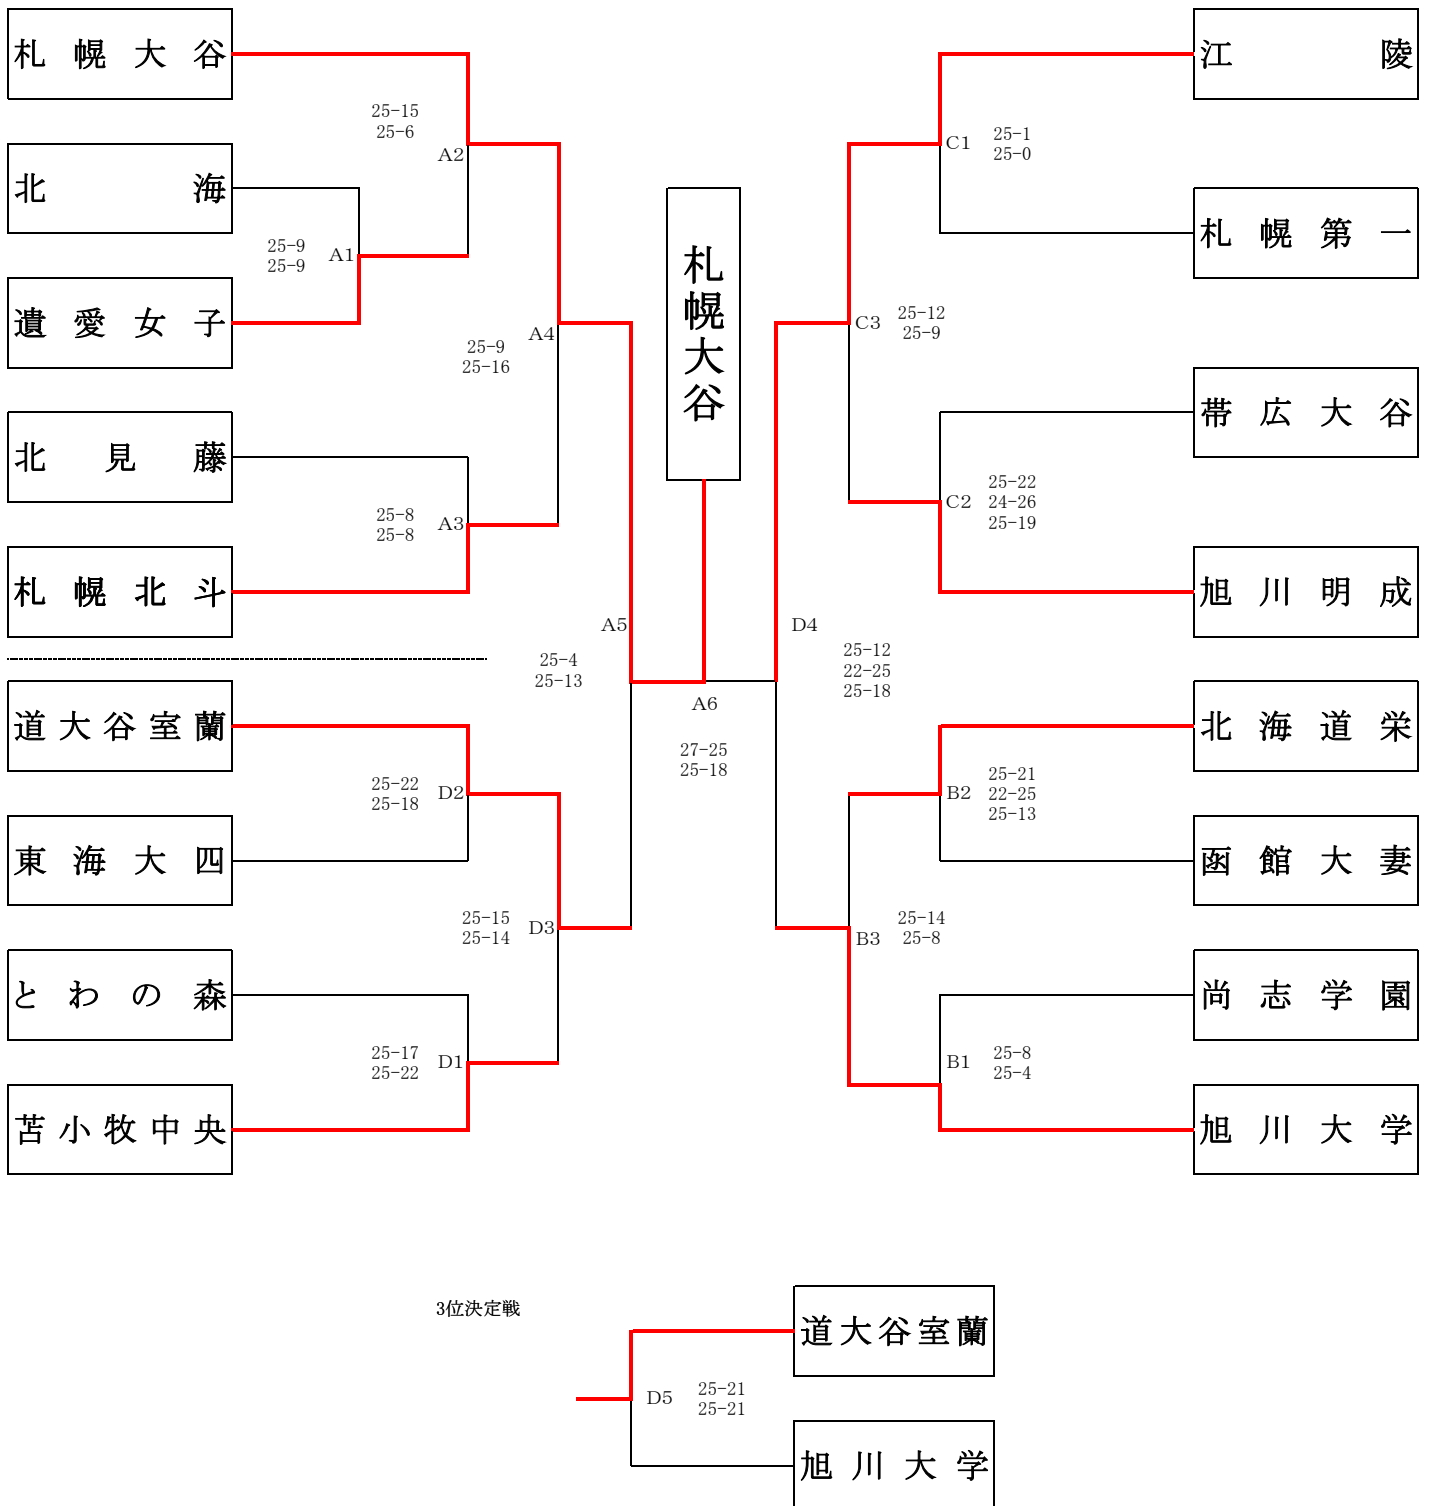 札幌大谷
25-15
25-6
A2
北海
25-9
25-9
A1
遺愛女子
25-9
25-16
A4
北見藤
25-8
25-8
A3
札幌北斗
A5
25-4
25-13
道大谷室蘭
25-22
25-18
D2
東海大四
25-15
25-14
D3
とわの森
25-17
25-22
D1
苫小牧中央
札幌大谷
A6
27-25
25-18
江陵
C1
25-1
25-0
札幌第一
C3
25-12
25-9
帯広大谷
C2
25-22
24-26
25-19
旭川明成
D4
25-12
22-25
25-18
北海道栄
B2
25-21
22-25
25-13
函館大妻
B3
25-14
25-8
尚志学園
B1
25-8
25-4
旭川大学
3位決定戦
道大谷室蘭
D5
25-21
25-21
旭川大学